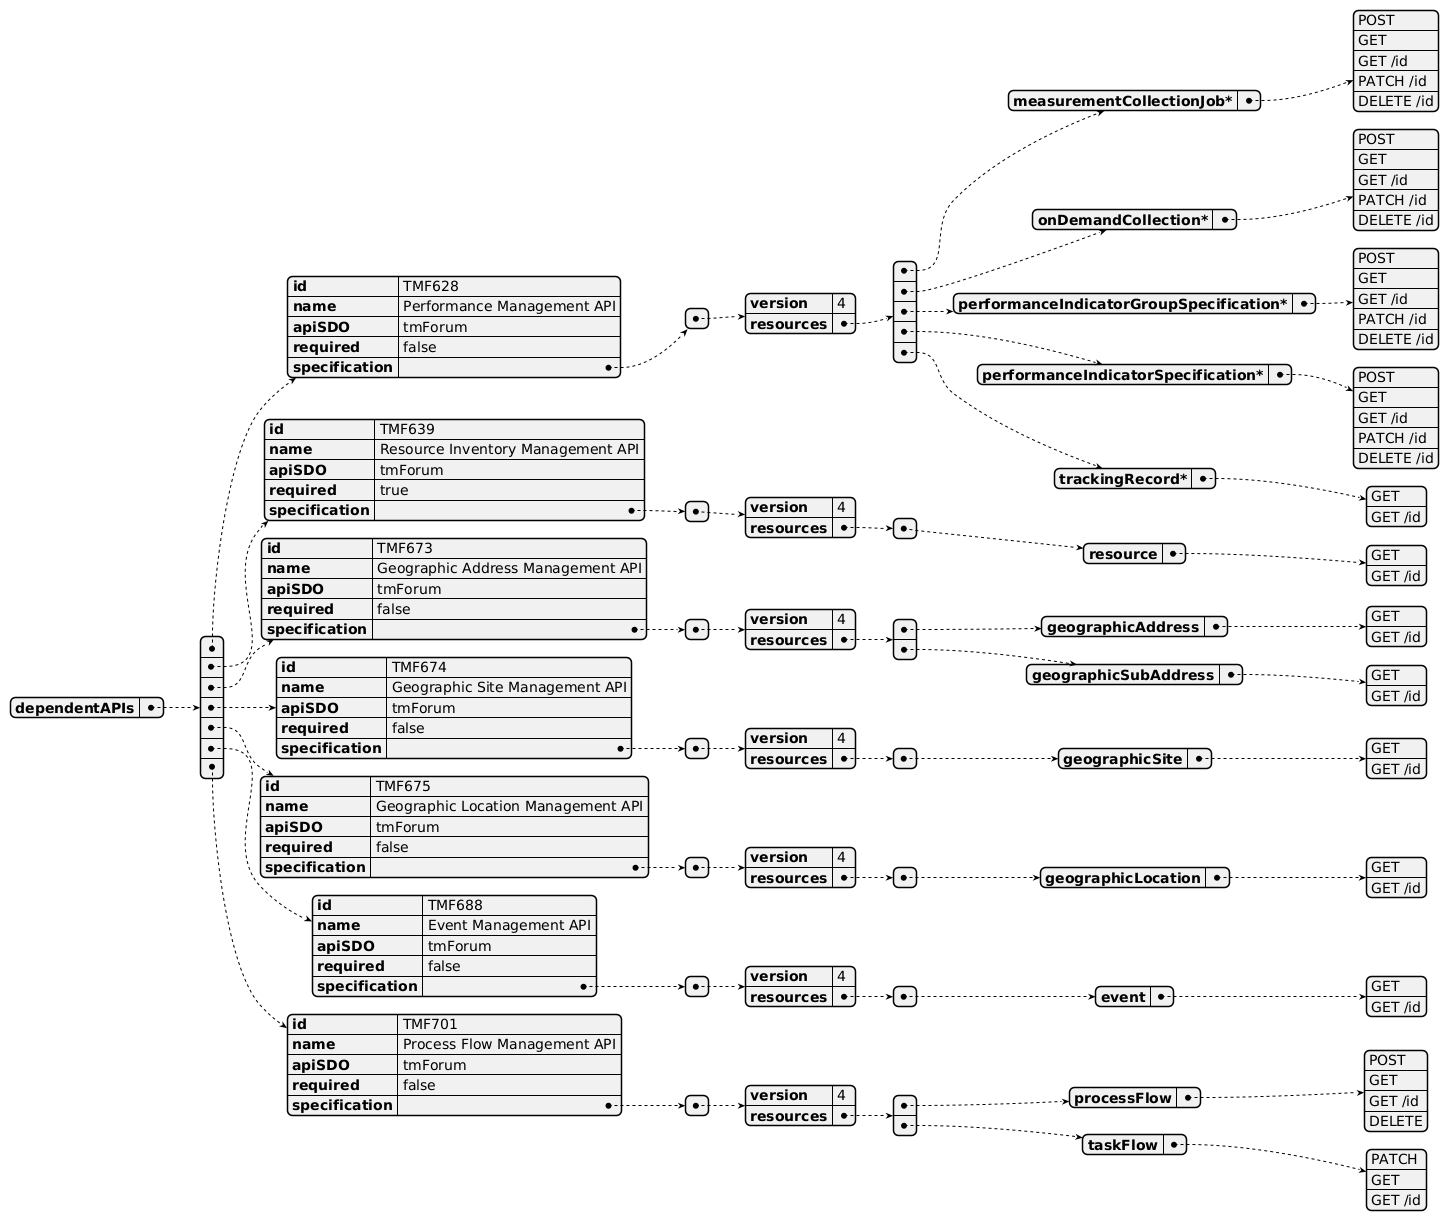 dependentAPIs
id TMF628
name Performance Management API
apiSDO tmForum
required false
specification
version 4
resources
measurementCollectionJob*
POST
GET
GET /id
PATCH /id
DELETE /id
onDemandCollection*
POST
GET
GET /id
PATCH /id
DELETE /id
performanceIndicatorGroupSpecification*
POST
GET
GET /id
PATCH /id
DELETE /id
performanceIndicatorSpecification*
POST
GET
GET /id
PATCH /id
DELETE /id
trackingRecord*
GET
GET /id
id TMF639
name Resource Inventory Management API
apiSDO tmForum
required true
specification
version 4
resources
resource
GET
GET /id
id TMF673
name Geographic Address Management API
apiSDO tmForum
required false
specification
version 4
resources
geographicAddress
GET
GET /id
geographicSubAddress
GET
GET /id
id TMF674
name Geographic Site Management API
apiSDO tmForum
required false
specification
version 4
resources
geographicSite
GET
GET /id
id TMF675
name Geographic Location Management API
apiSDO tmForum
required false
specification
version 4
resources
geographicLocation
GET
GET /id
id TMF688
name Event Management API
apiSDO tmForum
required false
specification
version 4
resources
event
GET
GET /id
id TMF701
name Process Flow Management API
apiSDO tmForum
required false
specification
version 4
resources
processFlow
POST
GET
GET /id
DELETE
taskFlow
PATCH
GET
GET /id